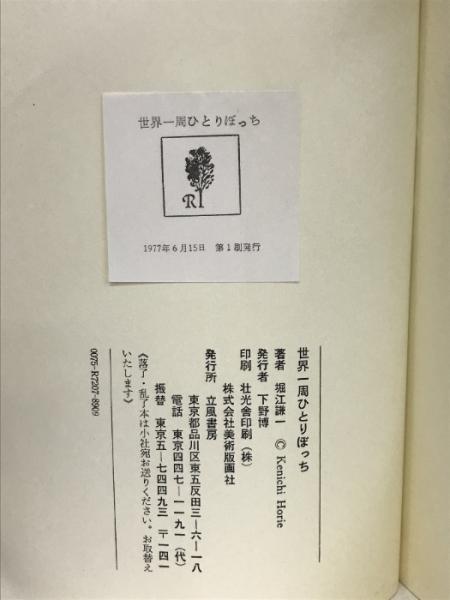 世界一周ひとりぼっち
R
1977年6月15日 第1刷発行
世界一周ひとりぼっち
著者 堀江謙一 © Kenichi Horie
発行者 下野博
印刷 壮光舎印刷(株)
株式会社美術版画社
発行所 立風書房
東京都品川区東五反田三—六—一八
電話 東京四四七—一一九一(代)
振替 東京五—七四四九三 〒一四一
《落丁・乱丁本は小社宛お送りください。お取替え
いたします》
0075-R7207-8909